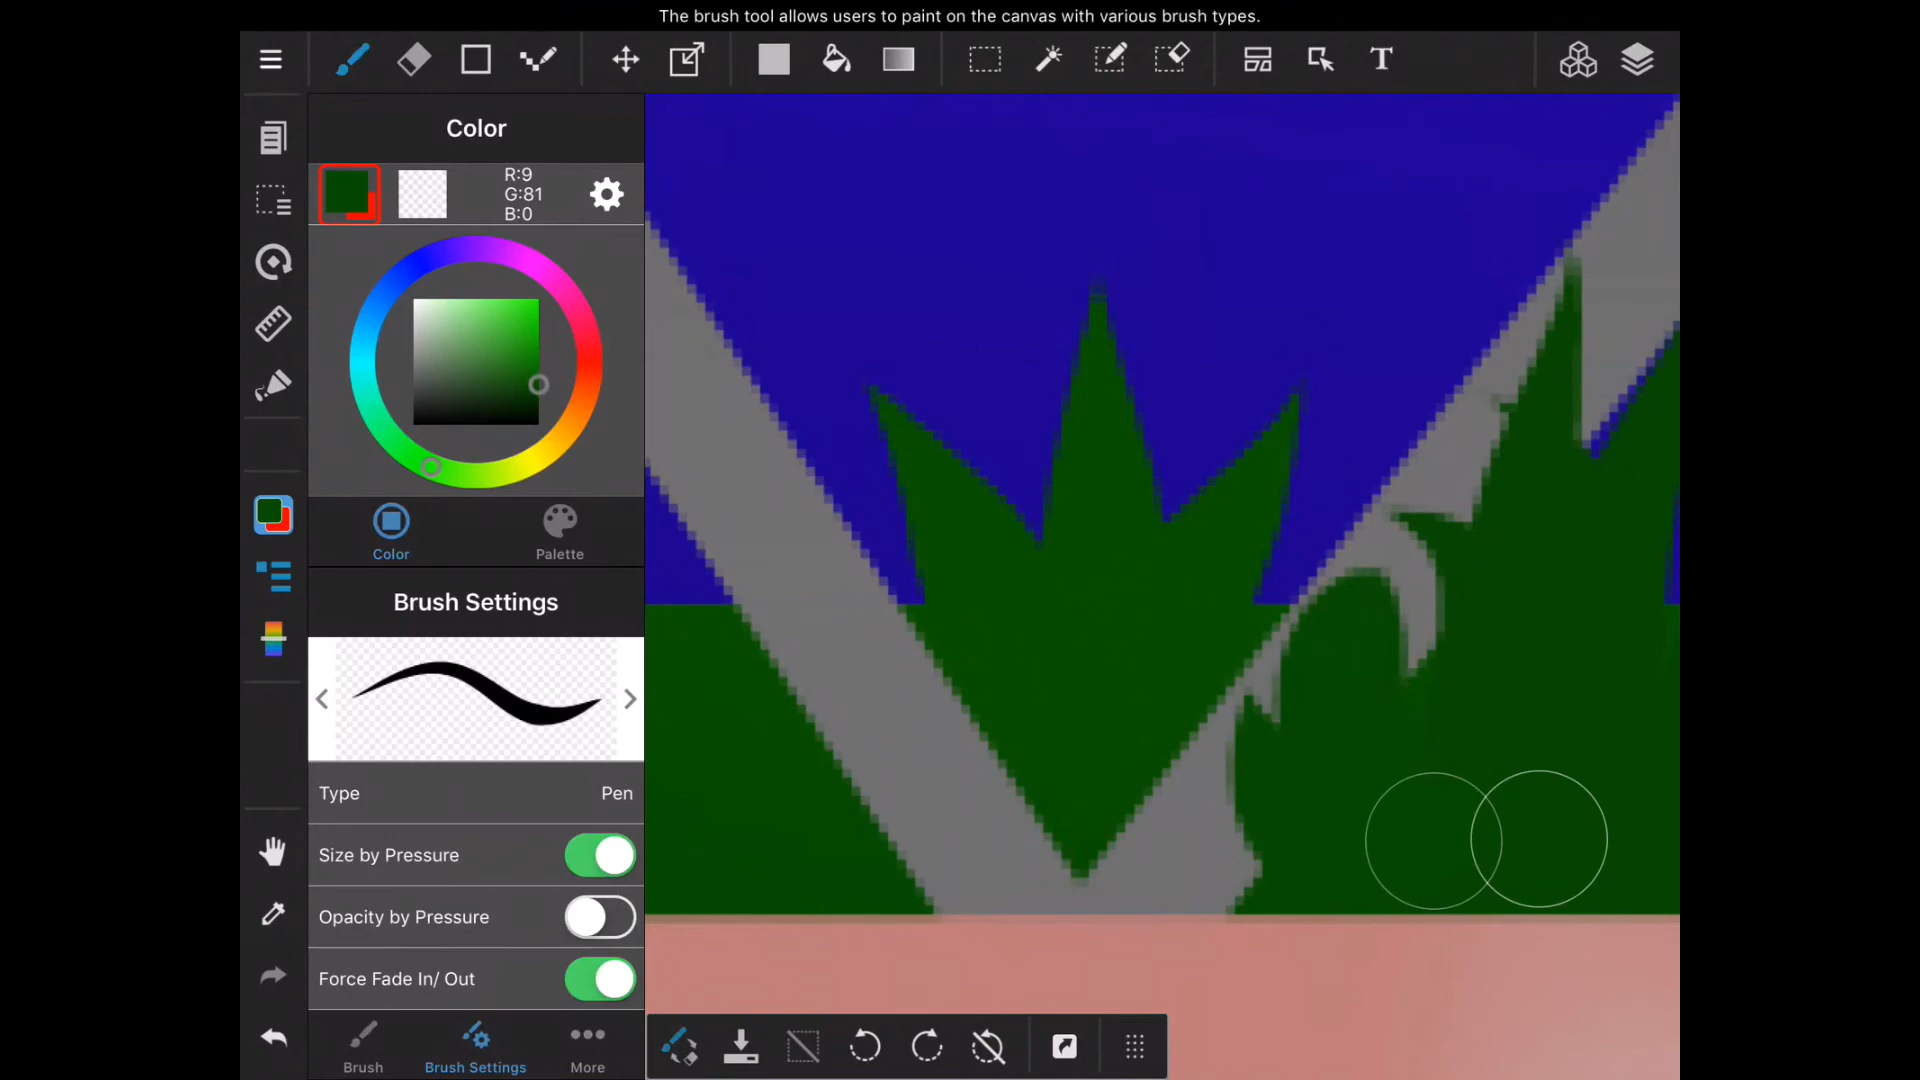 The brush tool allows users to paint on the canvas with various brush types.
T
Color
R:9
G:81
B:0
Color
Palette
Brush Settings
Type
Pen
Size by Pressure
Opacity by Pressure
Force Fade In/ Out
Brush
Brush Settings
More